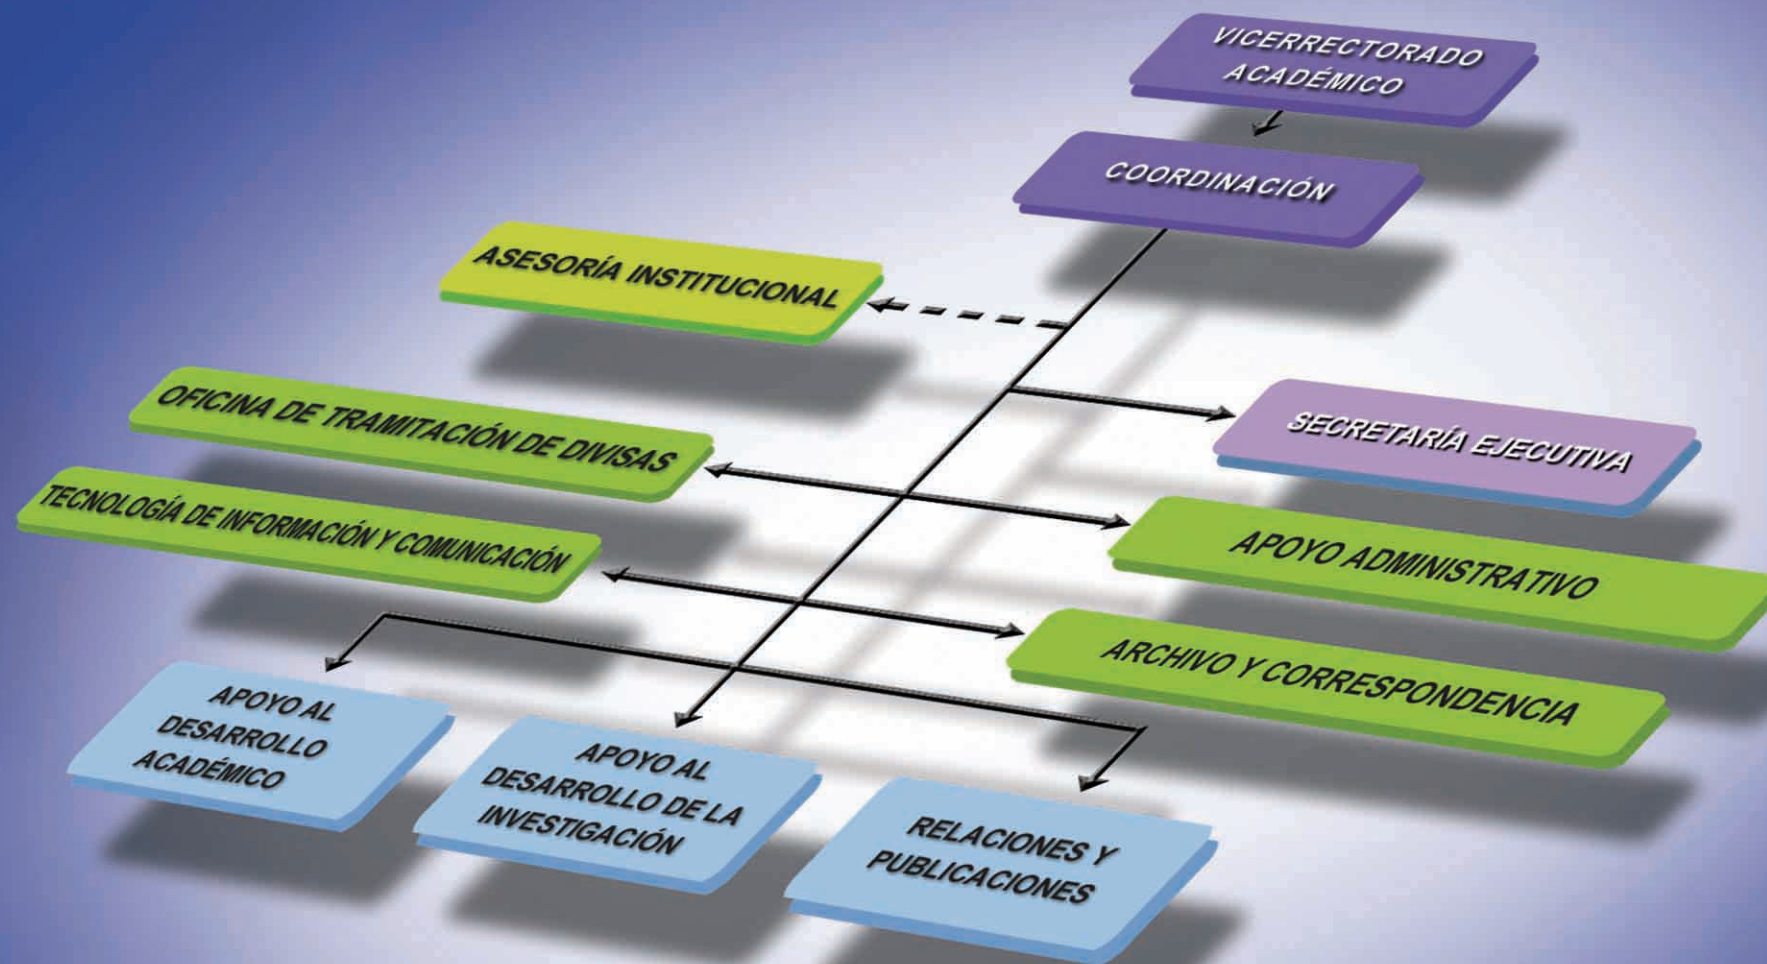 VICERRECTORADO
ACADÉMICO
COORDINACIÓN
ASESORÍA INSTITUCIONAL
SECRETARÍA EJECUTIVA
OFICINA DE TRAMITACIÓN DE DIVISAS
APOYO ADMINISTRATIVO
TECNOLOGÍA DE INFORMACIÓN Y COMUNICACIÓN
ARCHIVO Y CORRESPONDENCIA
APOYO AL
DESARROLLO
ACADÉMICO
APOYO AL
DESARROLLO DE LA
INVESTIGACIÓN
RELACIONES Y
PUBLICACIONES